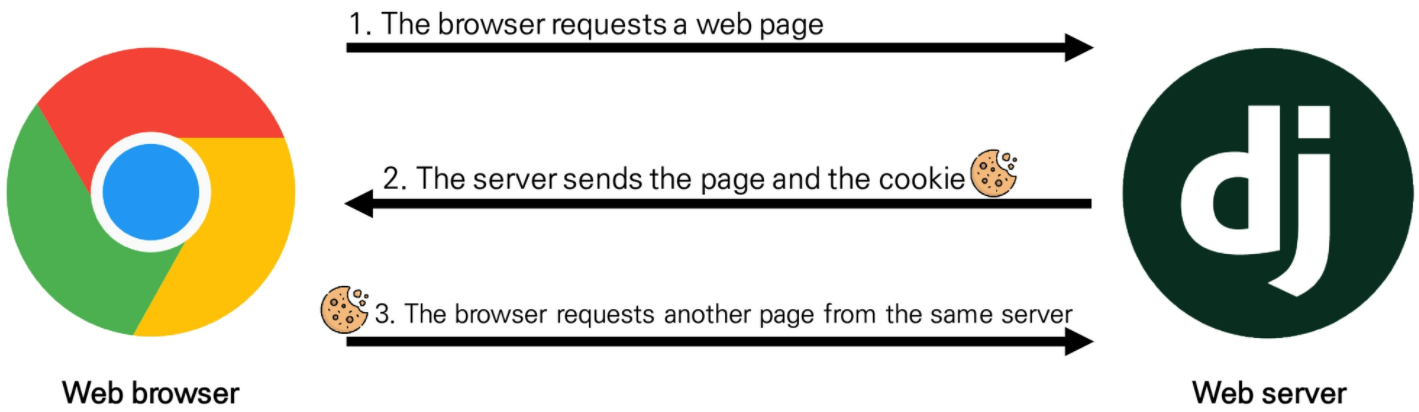 1. The browser requests a web page
2. The server sends the page and the cookie
3. The browser requests another page from the same server
dj
Web browser
Web server